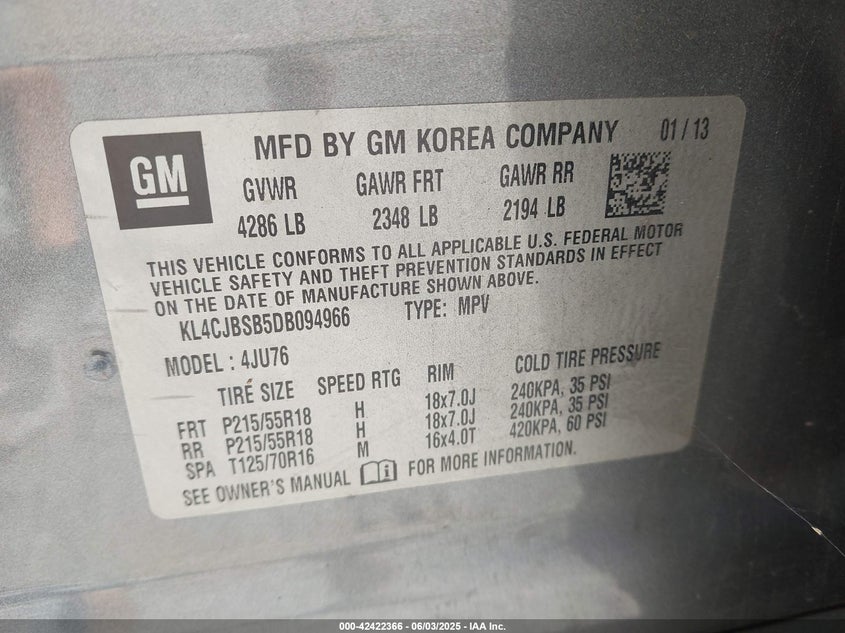 GM
MFD BY GM KOREA COMPANY 01/13
GVWR GAWR FRT GAWR RR
4286 LB 2348 LB 2194 LB
THIS VEHICLE CONFORMS TO ALL APPLICABLE U.S. FEDERAL MOTOR
VEHICLE SAFETY AND THEFT PREVENTION STANDARDS IN EFFECT
ON THE DATE OF MANUFACTURE SHOWN ABOVE.
KL4CJBSB5DB094966 TYPE: MPV
MODEL : 4JU76
TIRÉ SIZE SPEED RTG RIM COLD TIRE PRESSURE
FRT P215/55R18 H 18x7.0J 240KPA, 35 PSI
RR P215/55R18 H 18x7.0J 240KPA, 35 PSI
SPA T125/70R16 M 16x4.0T 420KPA, 60 PSI
SEE OWNER'S MANUAL FOR MORE INFORMATION.
000-42422366 - 06/03/2025 - IAA Inc.